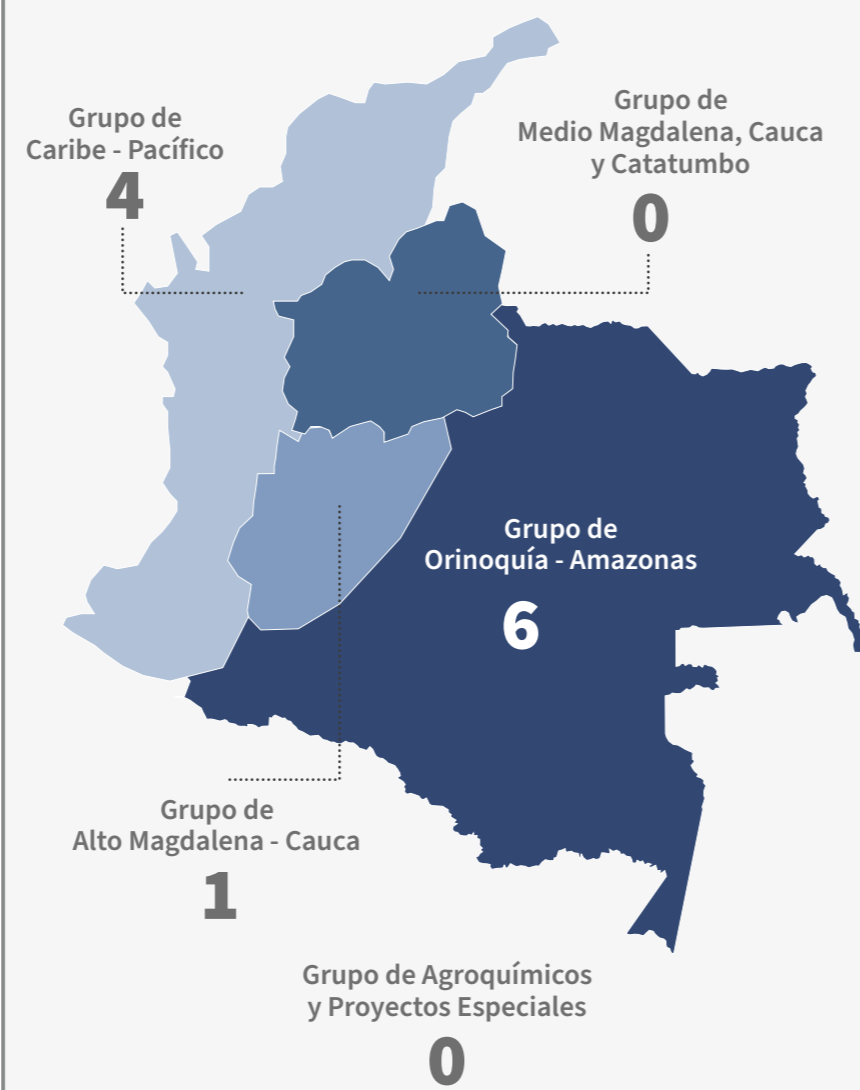 Grupo de
Caribe - Pacífico
4
Grupo de
Medio Magdalena, Cauca
y Catatumbo
0
Grupo de
Orinoquía - Amazonas
6
Grupo de
Alto Magdalena - Cauca
1
Grupo de Agroquímicos
y Proyectos Especiales
0